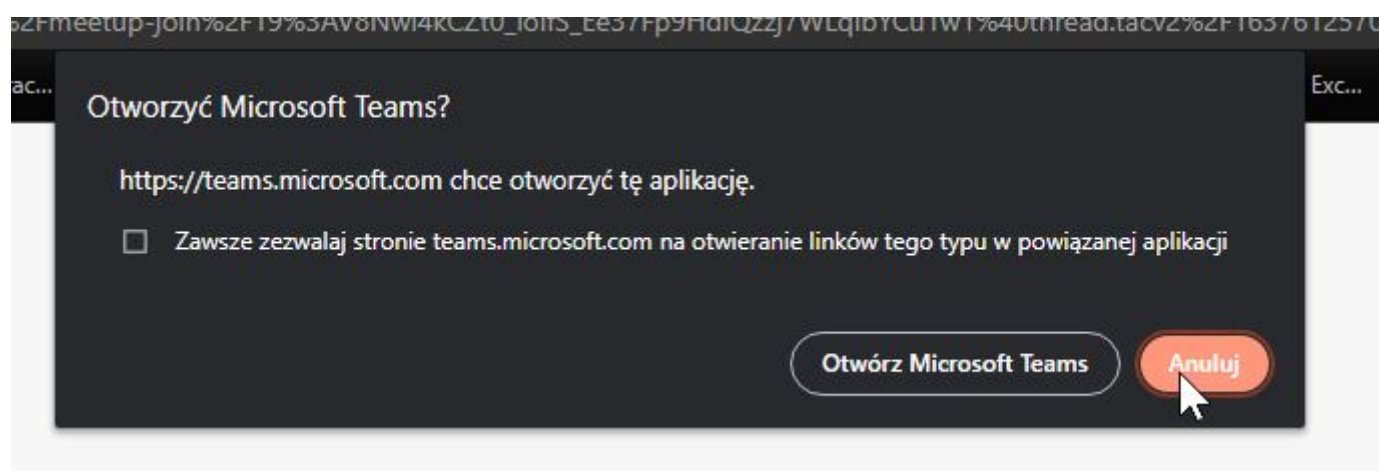 ac...
Exc...
Otworzyć Microsoft Teams?
https://teams.microsoft.com chce otworzyć tę aplikację.
Zawsze zezwalaj stronie teams.microsoft.com na otwieranie linków tego typu w powiązanej aplikacji
Otwórz Microsoft Teams
Anuluj